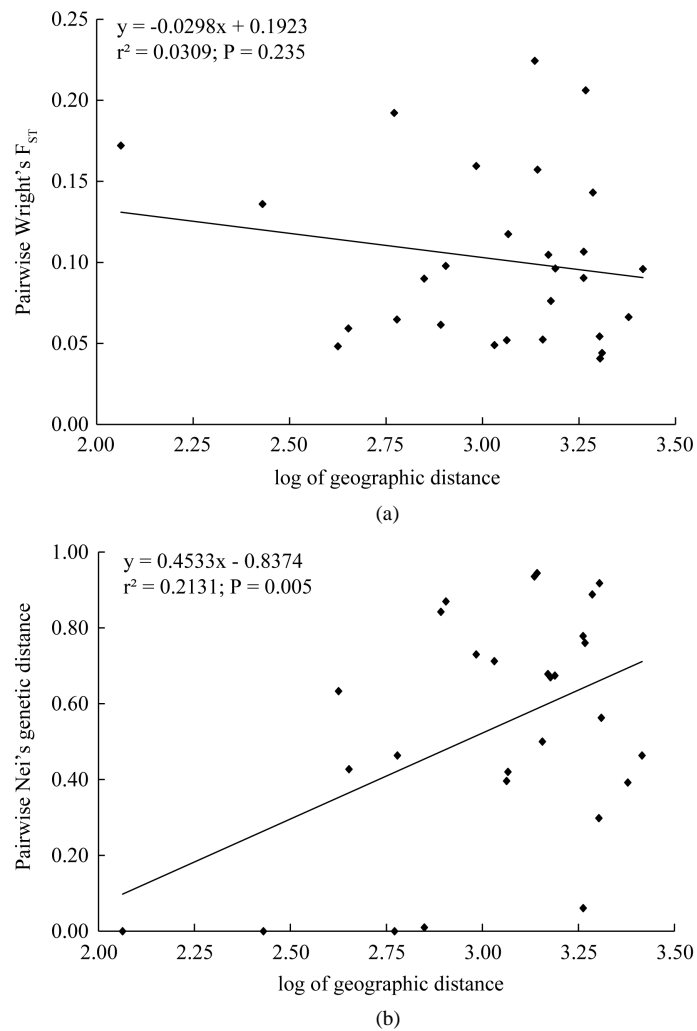 y = -0.0298x + 0.1923
r² = 0.0309; P = 0.235
0.25
0.20
0.15
0.10
0.05
0.00
Pairwise Wright's F_ST
2.00 2.25 2.50 2.75 3.00 3.25 3.50
log of geographic distance
(a)
y = 0.4533x - 0.8374
r² = 0.2131; P = 0.005
1.00
0.80
0.60
0.40
0.20
0.00
Pairwise Nei's genetic distance
2.00 2.25 2.50 2.75 3.00 3.25 3.50
log of geographic distance
(b)